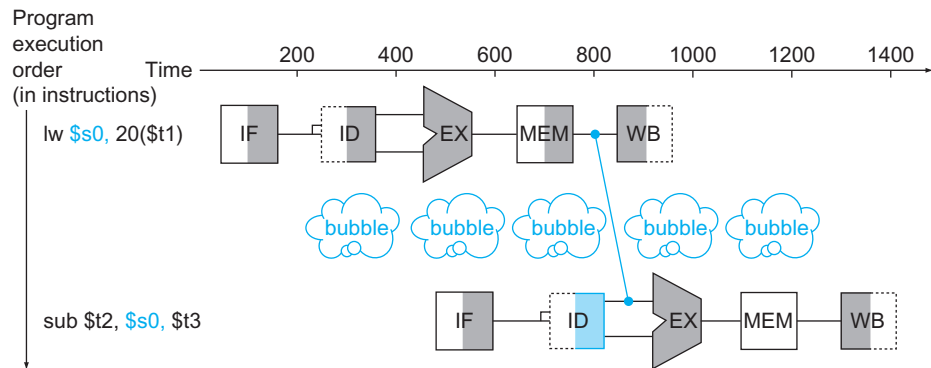 Program
execution
order
(in instructions)
Time
200 400 600 800 1000 1200 1400
lw $s0, 20($t1)
IF ID EX MEM WB
bubble bubble bubble bubble bubble
sub $t2, $s0, $t3
IF ID EX MEM WB